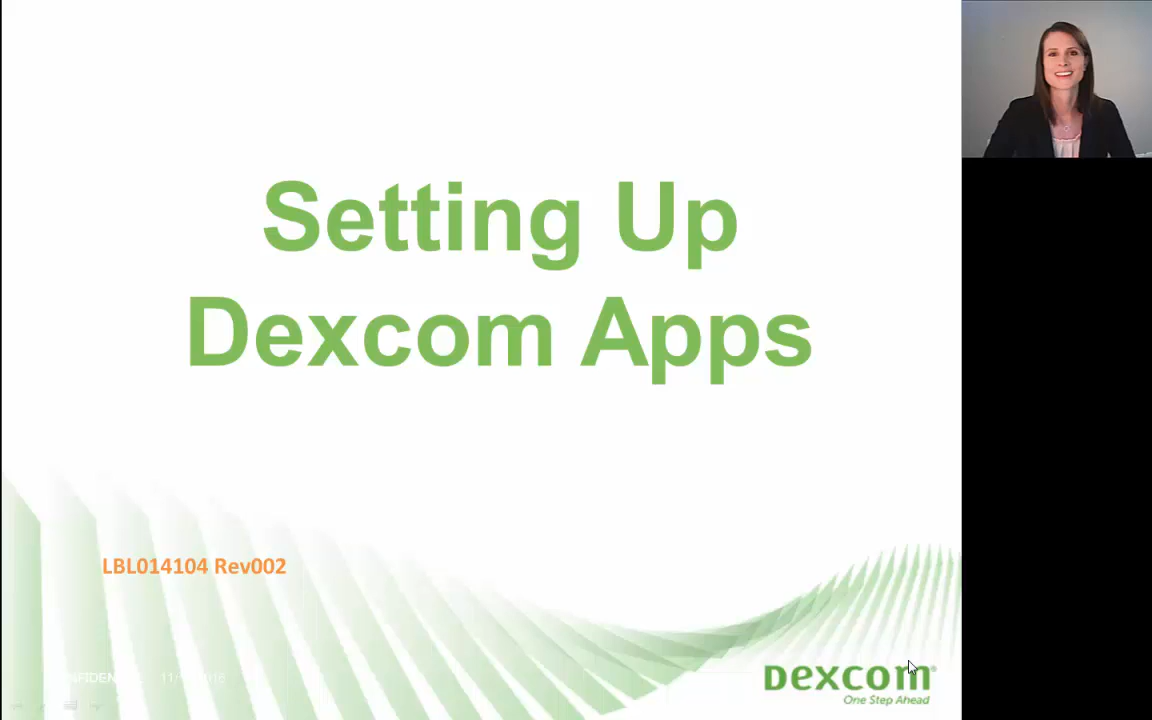 Setting Up
Dexcom Apps
LBL014104 Rev002
Dexcom®
One Step Ahead